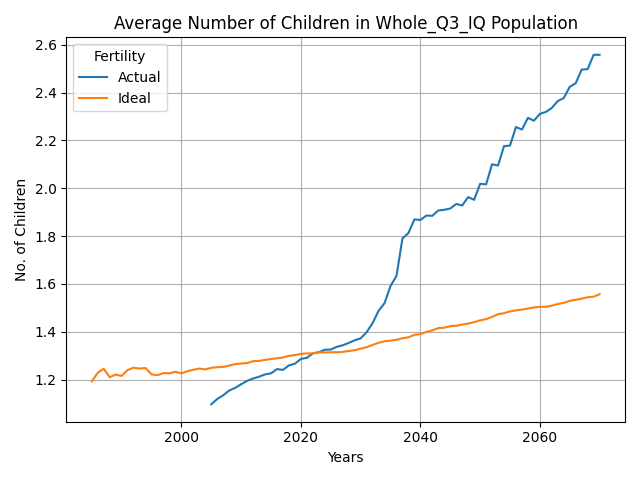 Average Number of Children in Whole_Q3_IQ Population
Fertility
Actual
Ideal
No. of Children
2.6
2.4
2.2
2.0
1.8
1.6
1.4
1.2
2000
2020
2040
2060
Years